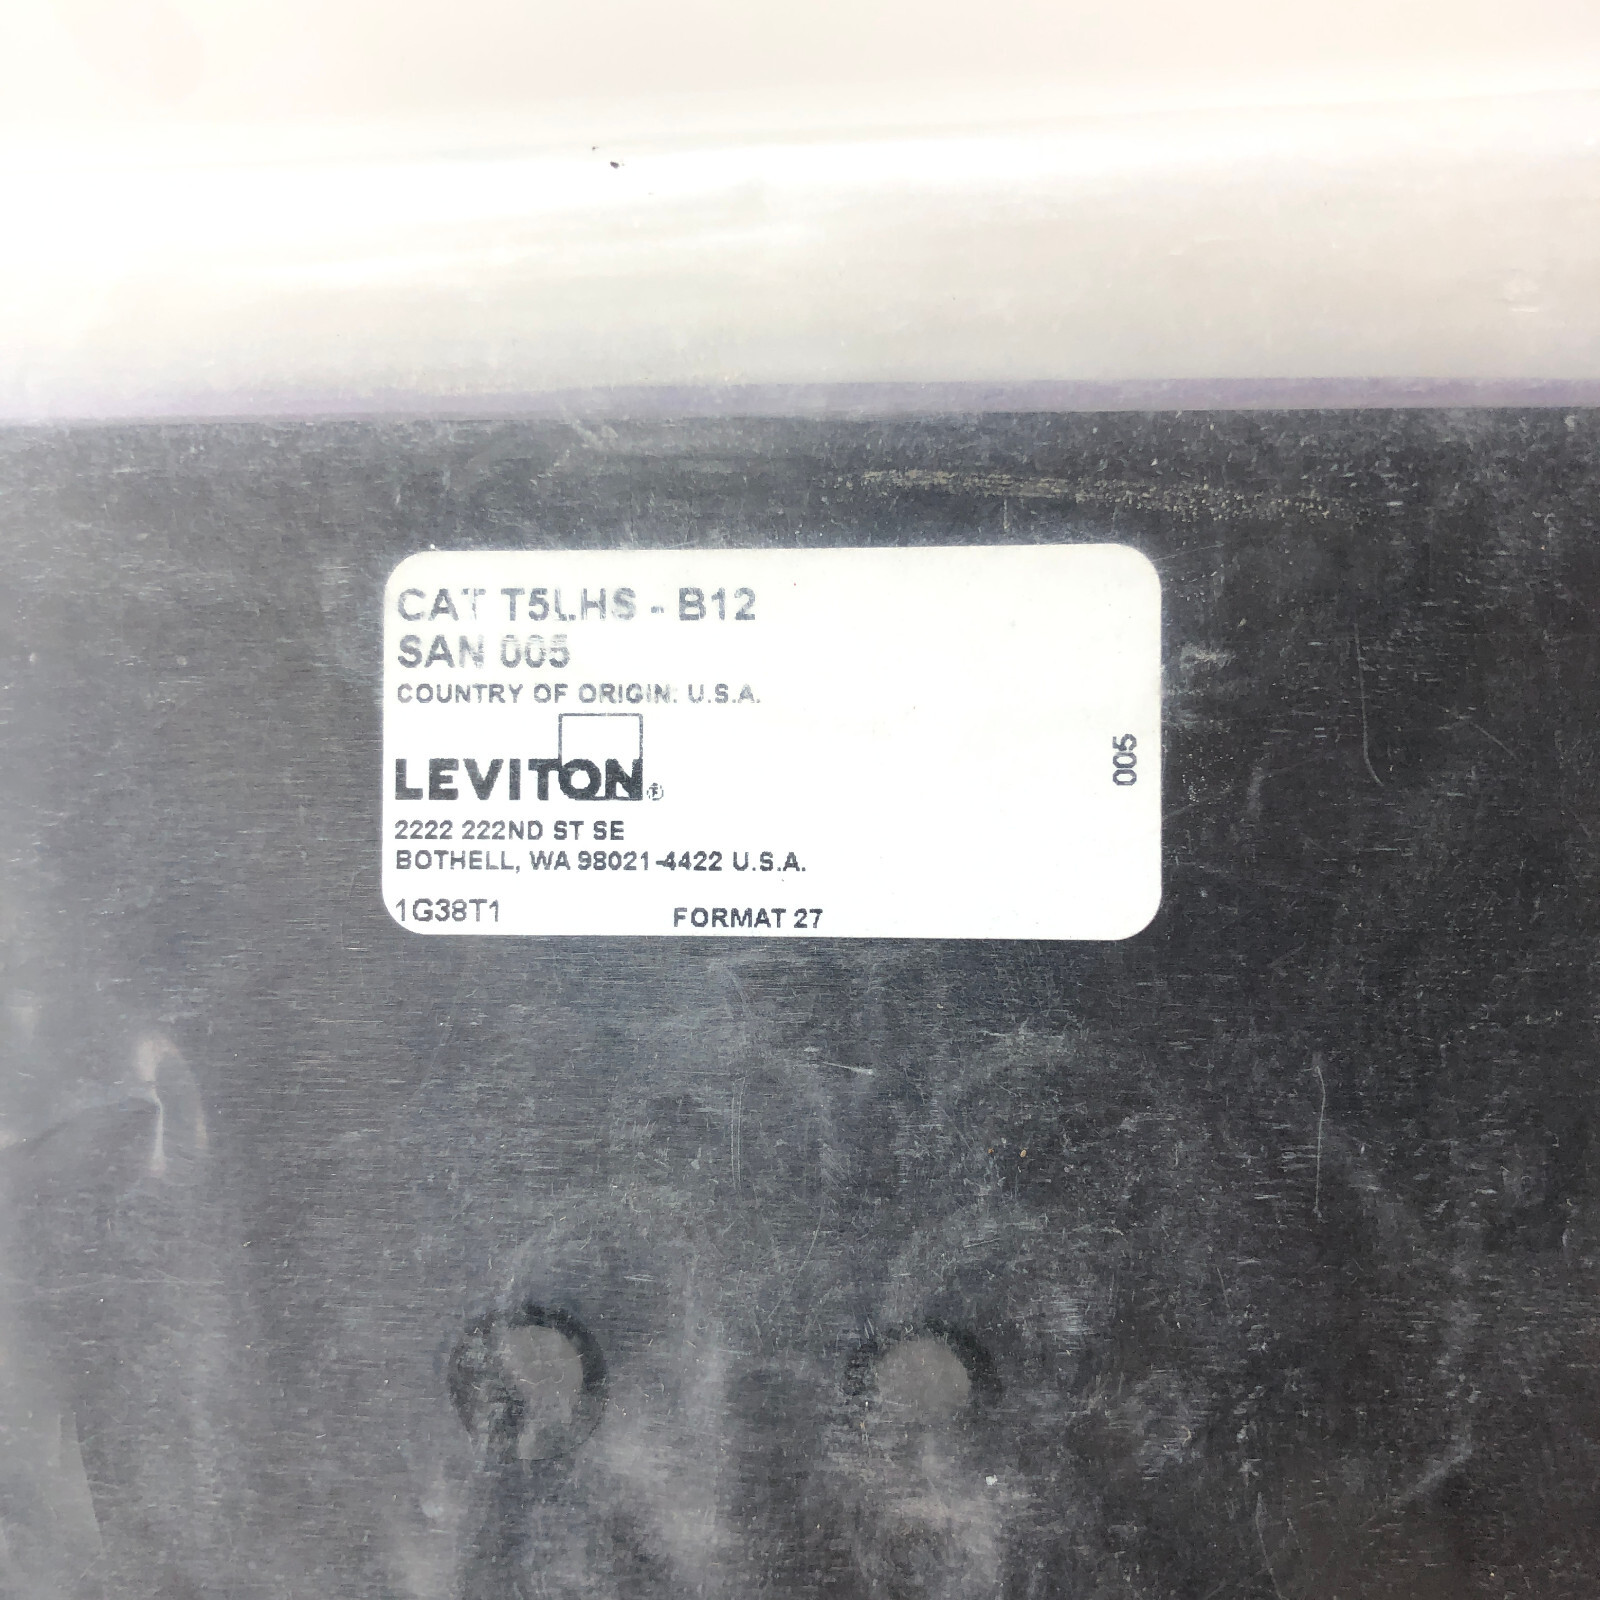 CAT T5LHS - B12
SAN 005
COUNTRY OF ORIGIN: U.S.A.
LEVITON®
2222 222ND ST SE
BOTHELL, WA 98021-4422 U.S.A.
1G38T1 FORMAT 27
005